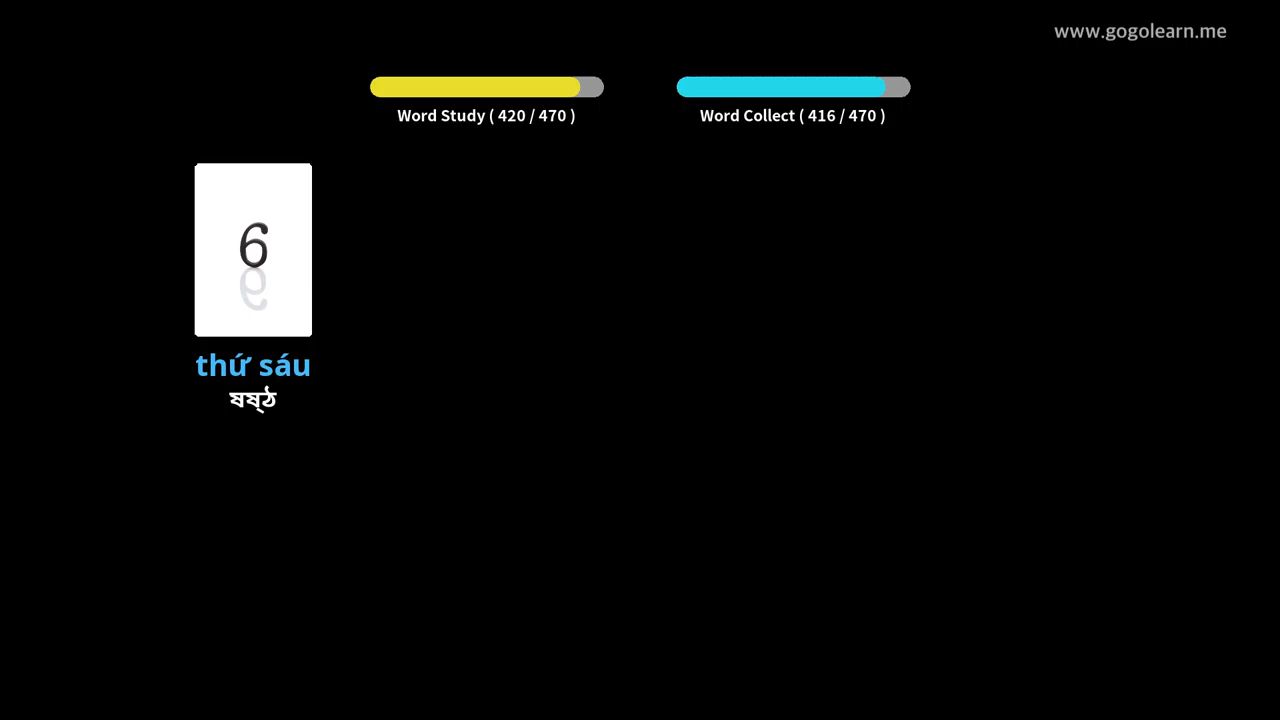 www.gogolearn.me
Word Study ( 420 / 470 )
Word Collect ( 416 / 470 )
6
thứ sáu
ষষ্ঠ